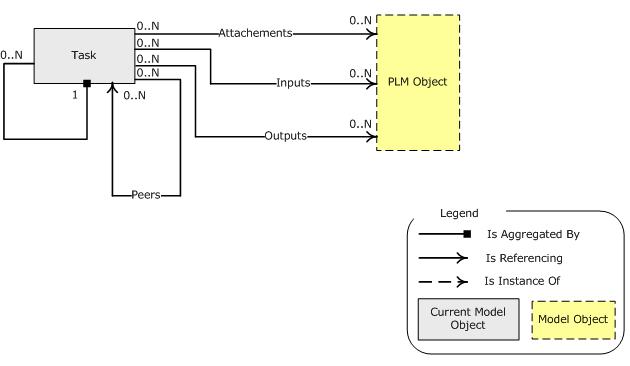 0..N
0..N
Attachements
0..N
0..N
Task
0..N
0..N
0..N
Inputs
0..N
PLM Object
1
0..N
Outputs
0..N
Peers
Legend
Is Aggregated By
Is Referencing
Is Instance Of
Current Model
Object
Model Object